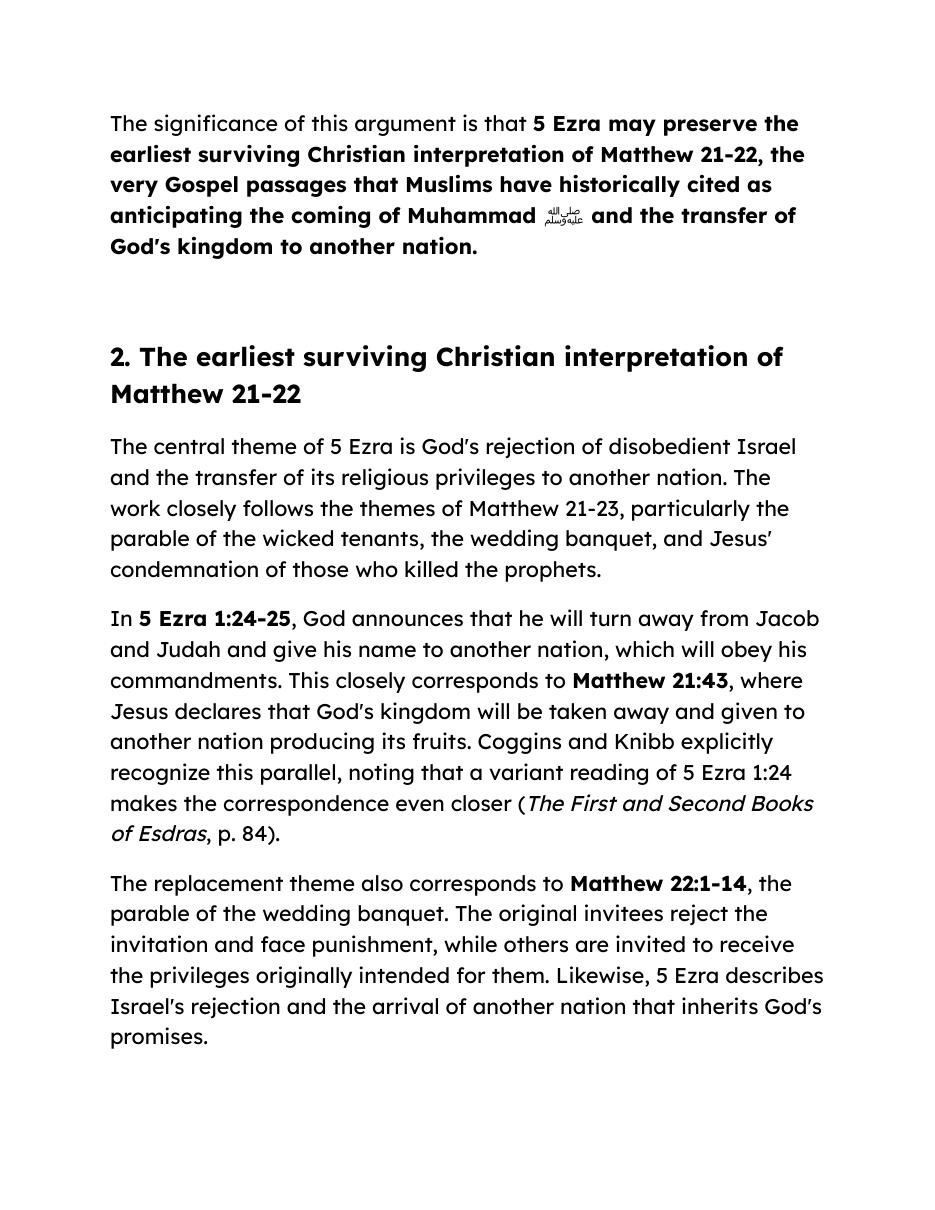 The significance of this argument is that 5 Ezra may preserve the
earliest surviving Christian interpretation of Matthew 21-22, the
very Gospel passages that Muslims have historically cited as
anticipating the coming of Muhammad ﷺ and the transfer of
God's kingdom to another nation.
2. The earliest surviving Christian interpretation of
Matthew 21-22
The central theme of 5 Ezra is God's rejection of disobedient Israel
and the transfer of its religious privileges to another nation. The
work closely follows the themes of Matthew 21-23, particularly the
parable of the wicked tenants, the wedding banquet, and Jesus'
condemnation of those who killed the prophets.
In 5 Ezra 1:24-25, God announces that he will turn away from Jacob
and Judah and give his name to another nation, which will obey his
commandments. This closely corresponds to Matthew 21:43, where
Jesus declares that God's kingdom will be taken away and given to
another nation producing its fruits. Coggins and Knibb explicitly
recognize this parallel, noting that a variant reading of 5 Ezra 1:24
makes the correspondence even closer (The First and Second Books
of Esdras, p. 84).
The replacement theme also corresponds to Matthew 22:1-14, the
parable of the wedding banquet. The original invitees reject the
invitation and face punishment, while others are invited to receive
the privileges originally intended for them. Likewise, 5 Ezra describes
Israel's rejection and the arrival of another nation that inherits God's
promises.